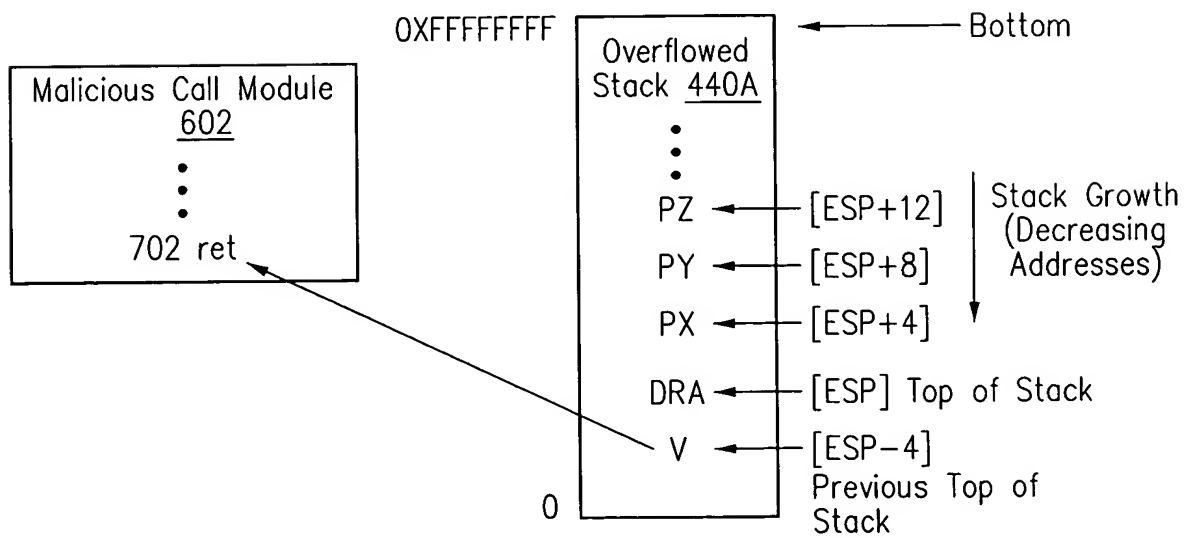 0XFFFFFFFF
Bottom
Malicious Call Module
602
702 ret
Overflowed
Stack 440A
PZ
[ESP+12]
PY
[ESP+8]
PX
[ESP+4]
DRA
[ESP] Top of Stack
V
[ESP−4]
Previous Top of
Stack
0
Stack Growth
(Decreasing
Addresses)